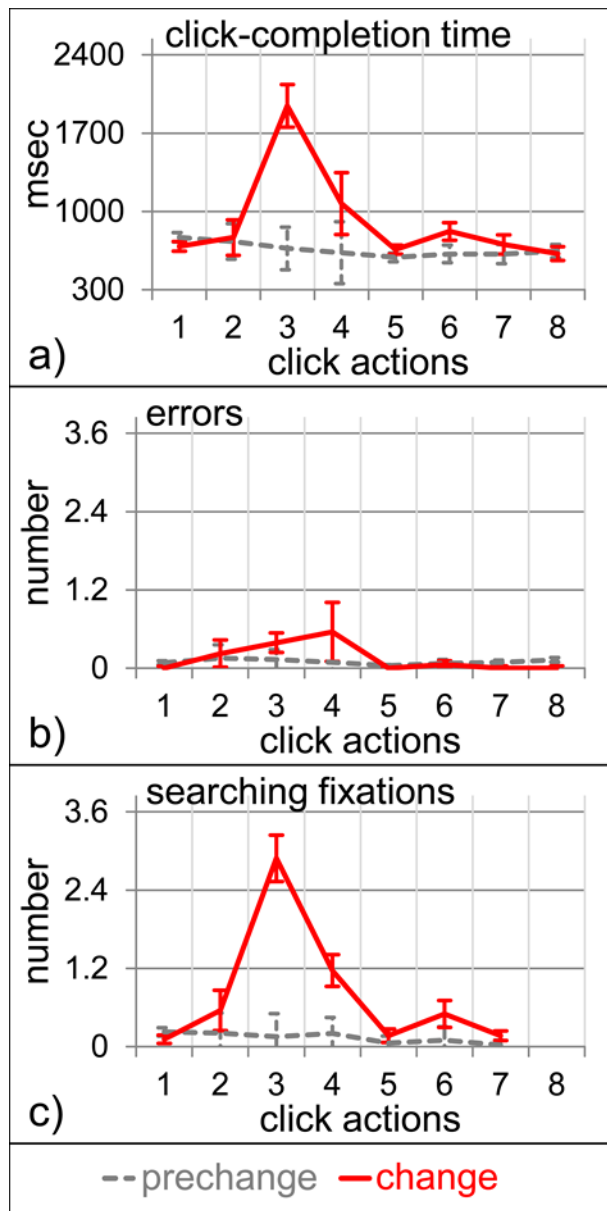 click-completion time
2400
1700
1000
300
msec
1 2 3 4 5 6 7 8
click actions
a)
errors
3.6
2.4
1.2
0
number
1 2 3 4 5 6 7 8
click actions
b)
searching fixations
3.6
2.4
1.2
0
number
1 2 3 4 5 6 7 8
click actions
c)
prechange change